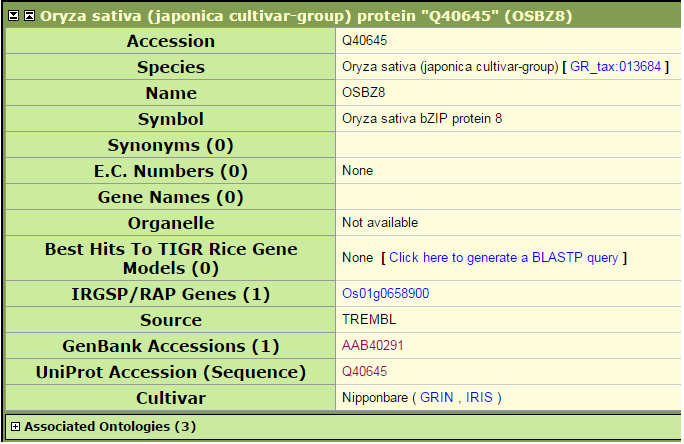 Oryza sativa (japonica cultivar-group) protein "Q40645" (OSBZ8)
Accession Q40645
Species Oryza sativa (japonica cultivar-group) [ GR_tax:013684 ]
Name OSBZ8
Symbol Oryza sativa bZIP protein 8
Synonyms (0)
E.C. Numbers (0) None
Gene Names (0)
Organelle Not available
Best Hits To TIGR Rice Gene
Models (0) None [ Click here to generate a BLASTP query ]
IRGSP/RAP Genes (1) Os01g0658900
Source TREMBL
GenBank Accessions (1) AAB40291
UniProt Accession (Sequence) Q40645
Cultivar Nipponbare ( GRIN , IRIS )
Associated Ontologies (3)